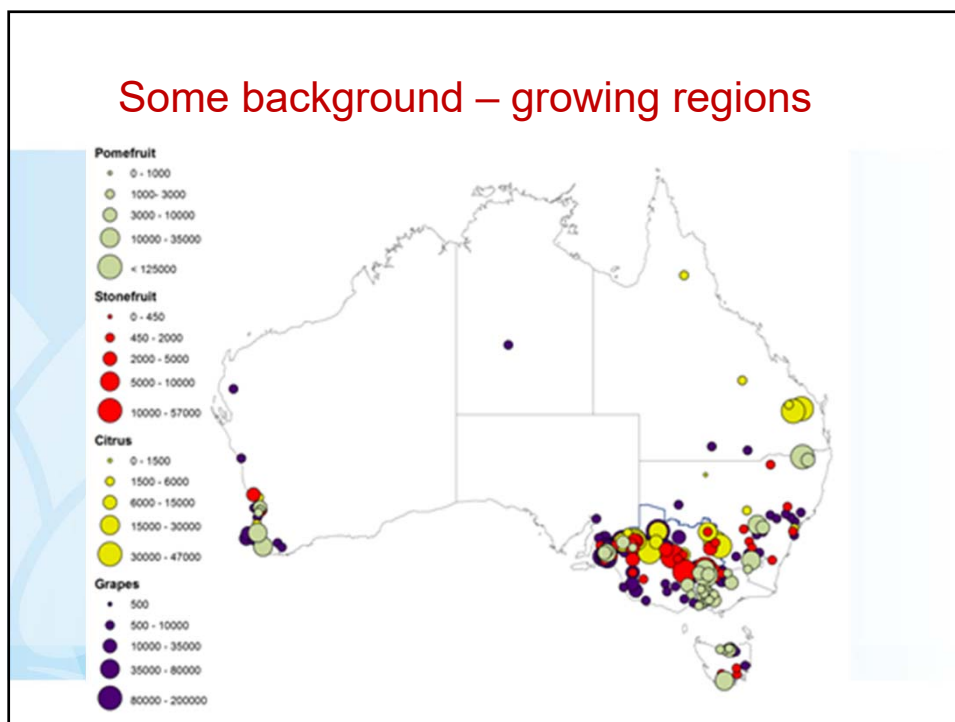 Some background – growing regions
Pomefruit
0 - 1000
1000- 3000
3000 - 10000
10000 - 35000
< 125000
Stonefruit
0 - 450
450 - 2000
2000 - 5000
5000 - 10000
10000 - 57000
Citrus
0 - 1500
1500 - 6000
6000 - 15000
15000 - 30000
30000 - 47000
Grapes
500
500 - 10000
10000 - 35000
35000 - 80000
80000 - 200000